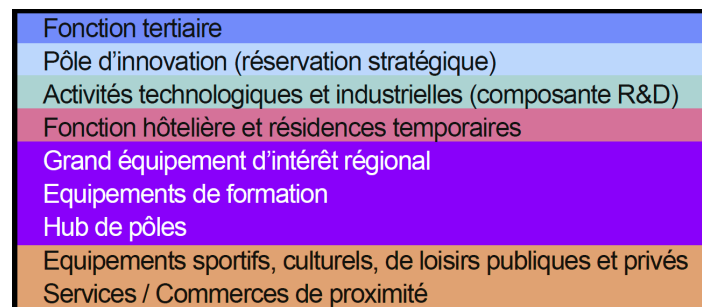 Fonction tertiaire
Pôle d'innovation (réservation stratégique)
Activités technologiques et industrielles (composante R&D)
Fonction hôtelière et résidences temporaires
Grand équipement d'intérêt régional
Equipements de formation
Hub de pôles
Equipements sportifs, culturels, de loisirs publiques et privés
Services / Commerces de proximité